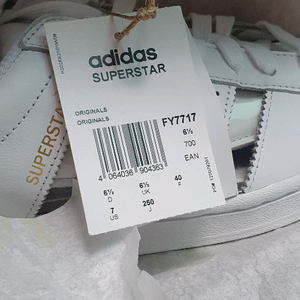 adidas
SUPERSTAR
ORIGINALS
ORIGINALS
FY7717
6½
700
EAN
4 064036 904363
6½ 6½ 40
D UK F
7 250
US J
SUPERSTAR